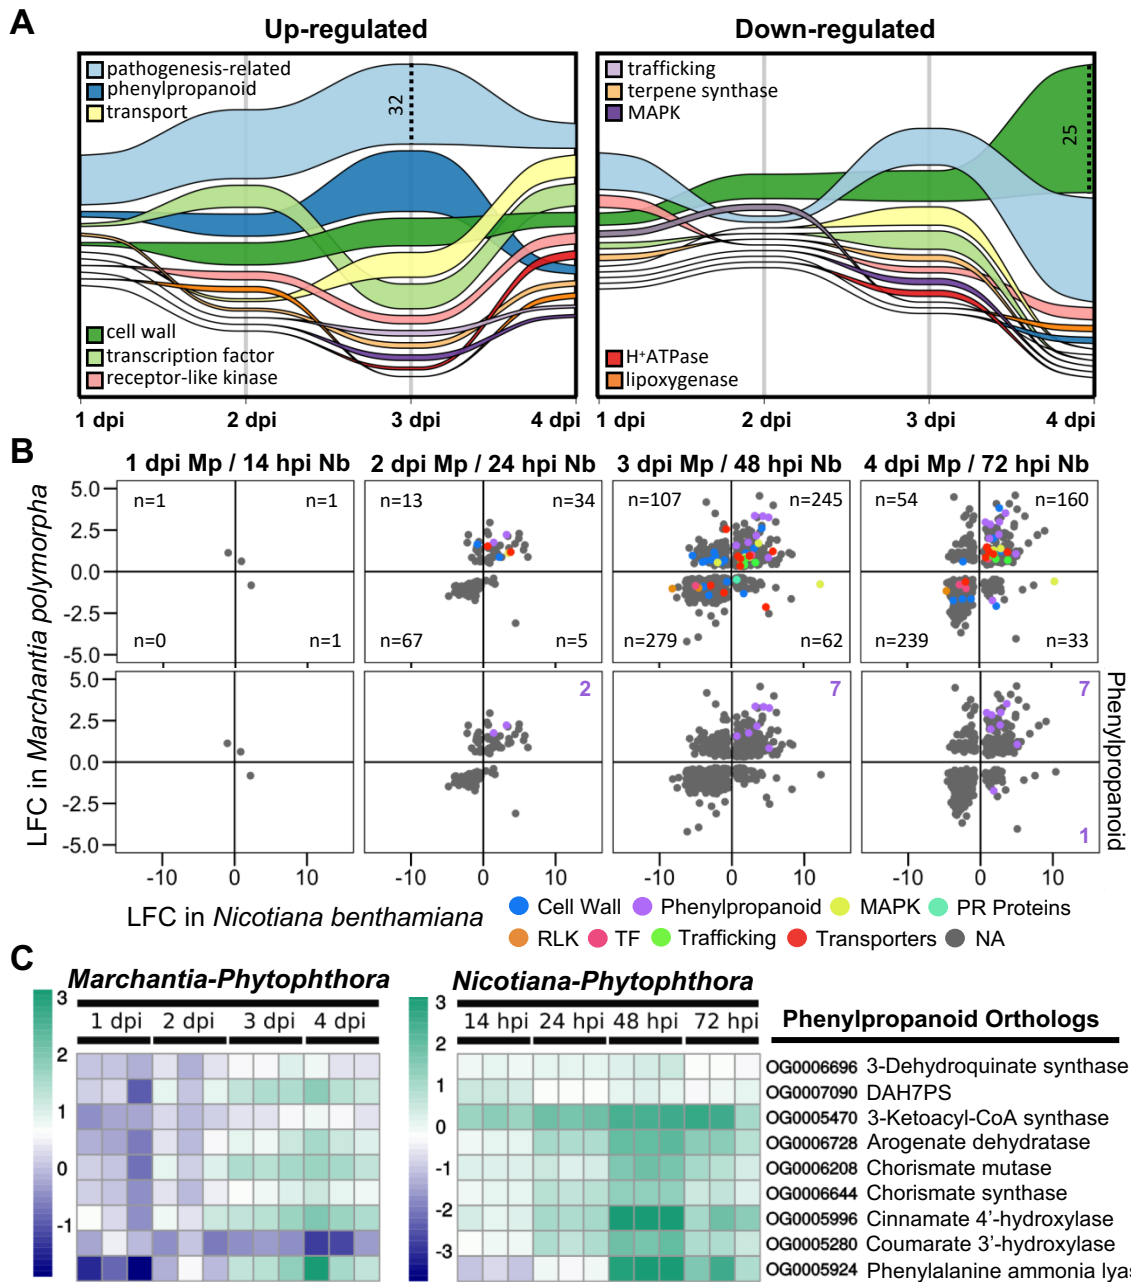 A
Up-regulated
Down-regulated
pathogenesis-related
phenylpropanoid
transport
32
cell wall
transcription factor
receptor-like kinase
1 dpi
2 dpi
3 dpi
4 dpi
trafficking
terpene synthase
MAPK
25
H+ATPase
lipoxygenase
1 dpi
2 dpi
3 dpi
4 dpi
B
1 dpi Mp / 14 hpi Nb
2 dpi Mp / 24 hpi Nb
3 dpi Mp / 48 hpi Nb
4 dpi Mp / 72 hpi Nb
LFC in Marchantia polymorpha
5.0
2.5
0.0
-2.5
-5.0
n=1
n=1
n=0
n=1
n=13
n=34
n=67
n=5
n=107
n=245
n=279
n=62
n=54
n=160
n=239
n=33
5.0
2.5
0.0
-2.5
-5.0
2
7
7
1
Phenylpropanoid
-10
0
10
-10
0
10
-10
0
10
-10
0
10
LFC in Nicotiana benthamiana
Cell Wall
Phenylpropanoid
MAPK
PR Proteins
RLK
TF
Trafficking
Transporters
NA
C
Marchantia-Phytophthora
3
2
1
0
-1
1 dpi
2 dpi
3 dpi
4 dpi
Nicotiana-Phytophthora
3
2
1
0
-1
-2
-3
14 hpi
24 hpi
48 hpi
72 hpi
Phenylpropanoid Orthologs
OG0006696 3-Dehydroquinate synthase
OG0007090 DAH7PS
OG0005470 3-Ketoacyl-CoA synthase
OG0006728 Arogenate dehydratase
OG0006208 Chorismate mutase
OG0006644 Chorismate synthase
OG0005996 Cinnamate 4'-hydroxylase
OG0005280 Coumarate 3'-hydroxylase
OG0005924 Phenylalanine ammonia lyas